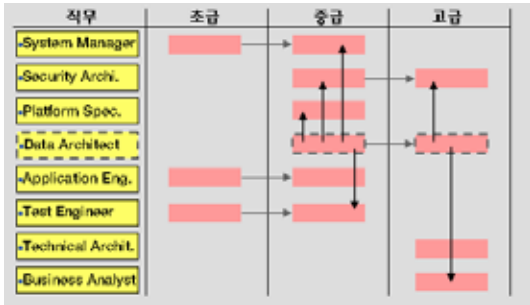 직무 초급 중급 고급
System Manager
Security Archi.
Platform Spec.
Data Architect
Application Eng.
Test Engineer
Technical Archit.
Business Analyst